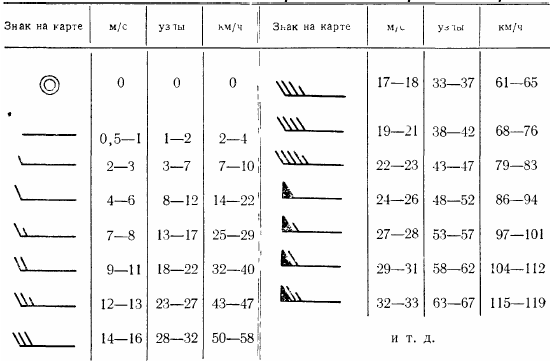 Знак на карте м/с узлы км/ч Знак на карте м/с узлы км/ч
0 0 0 17—18 33—37 61—65
0,5—1 1—2 2—4 19—21 38—42 68—76
2—3 3—7 7—10 22—23 43—47 79—83
4—6 8—12 14—22 24—26 48—52 86—94
7—8 13—17 25—29 27—28 53—57 97—101
9—11 18—22 32—40 29—31 58—62 104—112
12—13 23—27 43—47 32—33 63—67 115—119
14—16 28—32 50—58 и т. д.